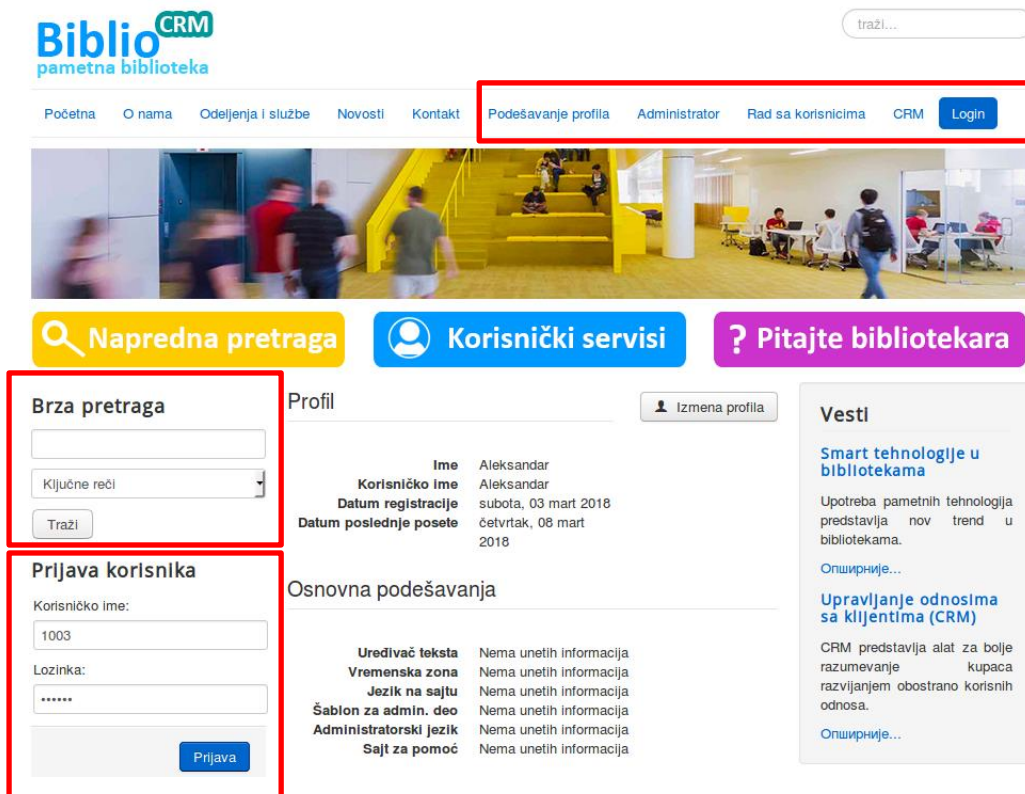 Biblio CRM
pametna biblioteka
traži...
Početna O nama Odeljenja i službe Novosti Kontakt Podešavanje profila Administrator Rad sa korisnicima CRM Login
Napredna pretraga
Korisnički servisi
? Pitajte bibliotekara
Brza pretraga
Ključne reči
Traži
Prijava korisnika
Korisničko ime:
1003
Lozinka:
••••••
Prijava
Profil
Izmena profila
Ime Aleksandar
Korisničko ime Aleksandar
Datum registracije subota, 03 mart 2018
Datum poslednje posete četvrtak, 08 mart
2018
Osnovna podešavanja
Uređivač teksta Nema unetih informacija
Vremenska zona Nema unetih informacija
Jezik na sajtu Nema unetih informacija
Šablon za admin. deo Nema unetih informacija
Administratorski jezik Nema unetih informacija
Sajt za pomoć Nema unetih informacija
Vesti
Smart tehnologije u
bibliotekama
Upotreba pametnih tehnologija
predstavlja nov trend u
bibliotekama.
Опширније...
Upravljanje odnosima
sa klijentima (CRM)
CRM predstavlja alat za bolje
razumevanje kupaca
razvijanjem obostrano korisnih
odnosa.
Опширније...